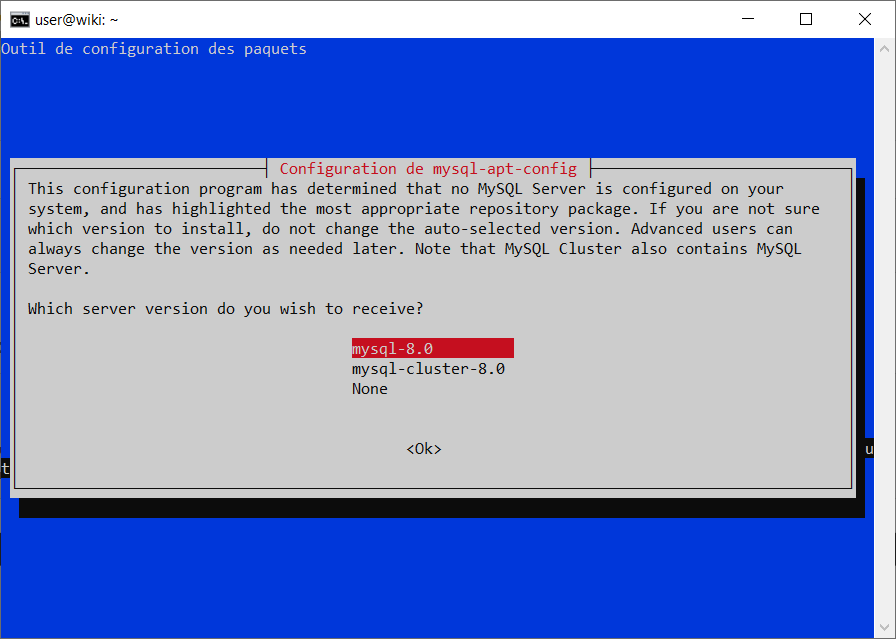 user@wiki: ~
Outil de configuration des paquets
Configuration de mysql-apt-config
This configuration program has determined that no MySQL Server is configured on your
system, and has highlighted the most appropriate repository package. If you are not sure
which version to install, do not change the auto-selected version. Advanced users can
always change the version as needed later. Note that MySQL Cluster also contains MySQL
Server.
Which server version do you wish to receive?
mysql-8.0
mysql-cluster-8.0
None
<Ok>
u
t